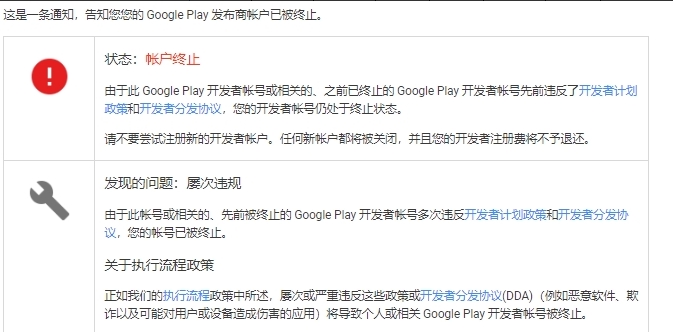 这是一条通知，告知您您的 Google Play 发布商帐户已被终止。
状态：帐户终止
由于此 Google Play 开发者帐号或相关的、之前已终止的 Google Play 开发者帐号先前违反了开发者计划
政策和开发者分发协议，您的开发者帐号仍处于终止状态。
请不要尝试注册新的开发者帐户。任何新帐户都将被关闭，并且您的开发者注册费将不予退还。
发现的问题：屡次违规
由于此帐号或相关的、先前被终止的 Google Play 开发者帐号多次违反开发者计划政策和开发者分发协
议，您的帐号已被终止。
关于执行流程政策
正如我们的执行流程政策中所述，屡次或严重违反这些政策或开发者分发协议(DDA)（例如恶意软件、欺
诈以及可能对用户或设备造成伤害的应用）将导致个人或相关 Google Play 开发者帐号被终止。